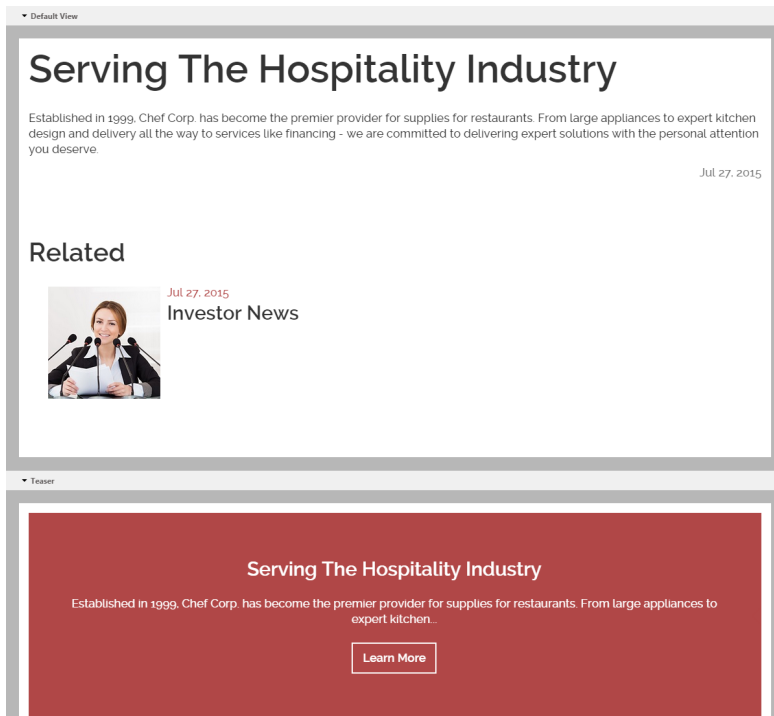 Default View
Serving The Hospitality Industry
Established in 1999, Chef Corp. has become the premier provider for supplies for restaurants. From large appliances to expert kitchen
design and delivery all the way to services like financing - we are committed to delivering expert solutions with the personal attention
you deserve.
Jul 27, 2015
Related
Jul 27, 2015
Investor News
Teaser
Serving The Hospitality Industry
Established in 1999, Chef Corp. has become the premier provider for supplies for restaurants. From large appliances to
expert kitchen...
Learn More